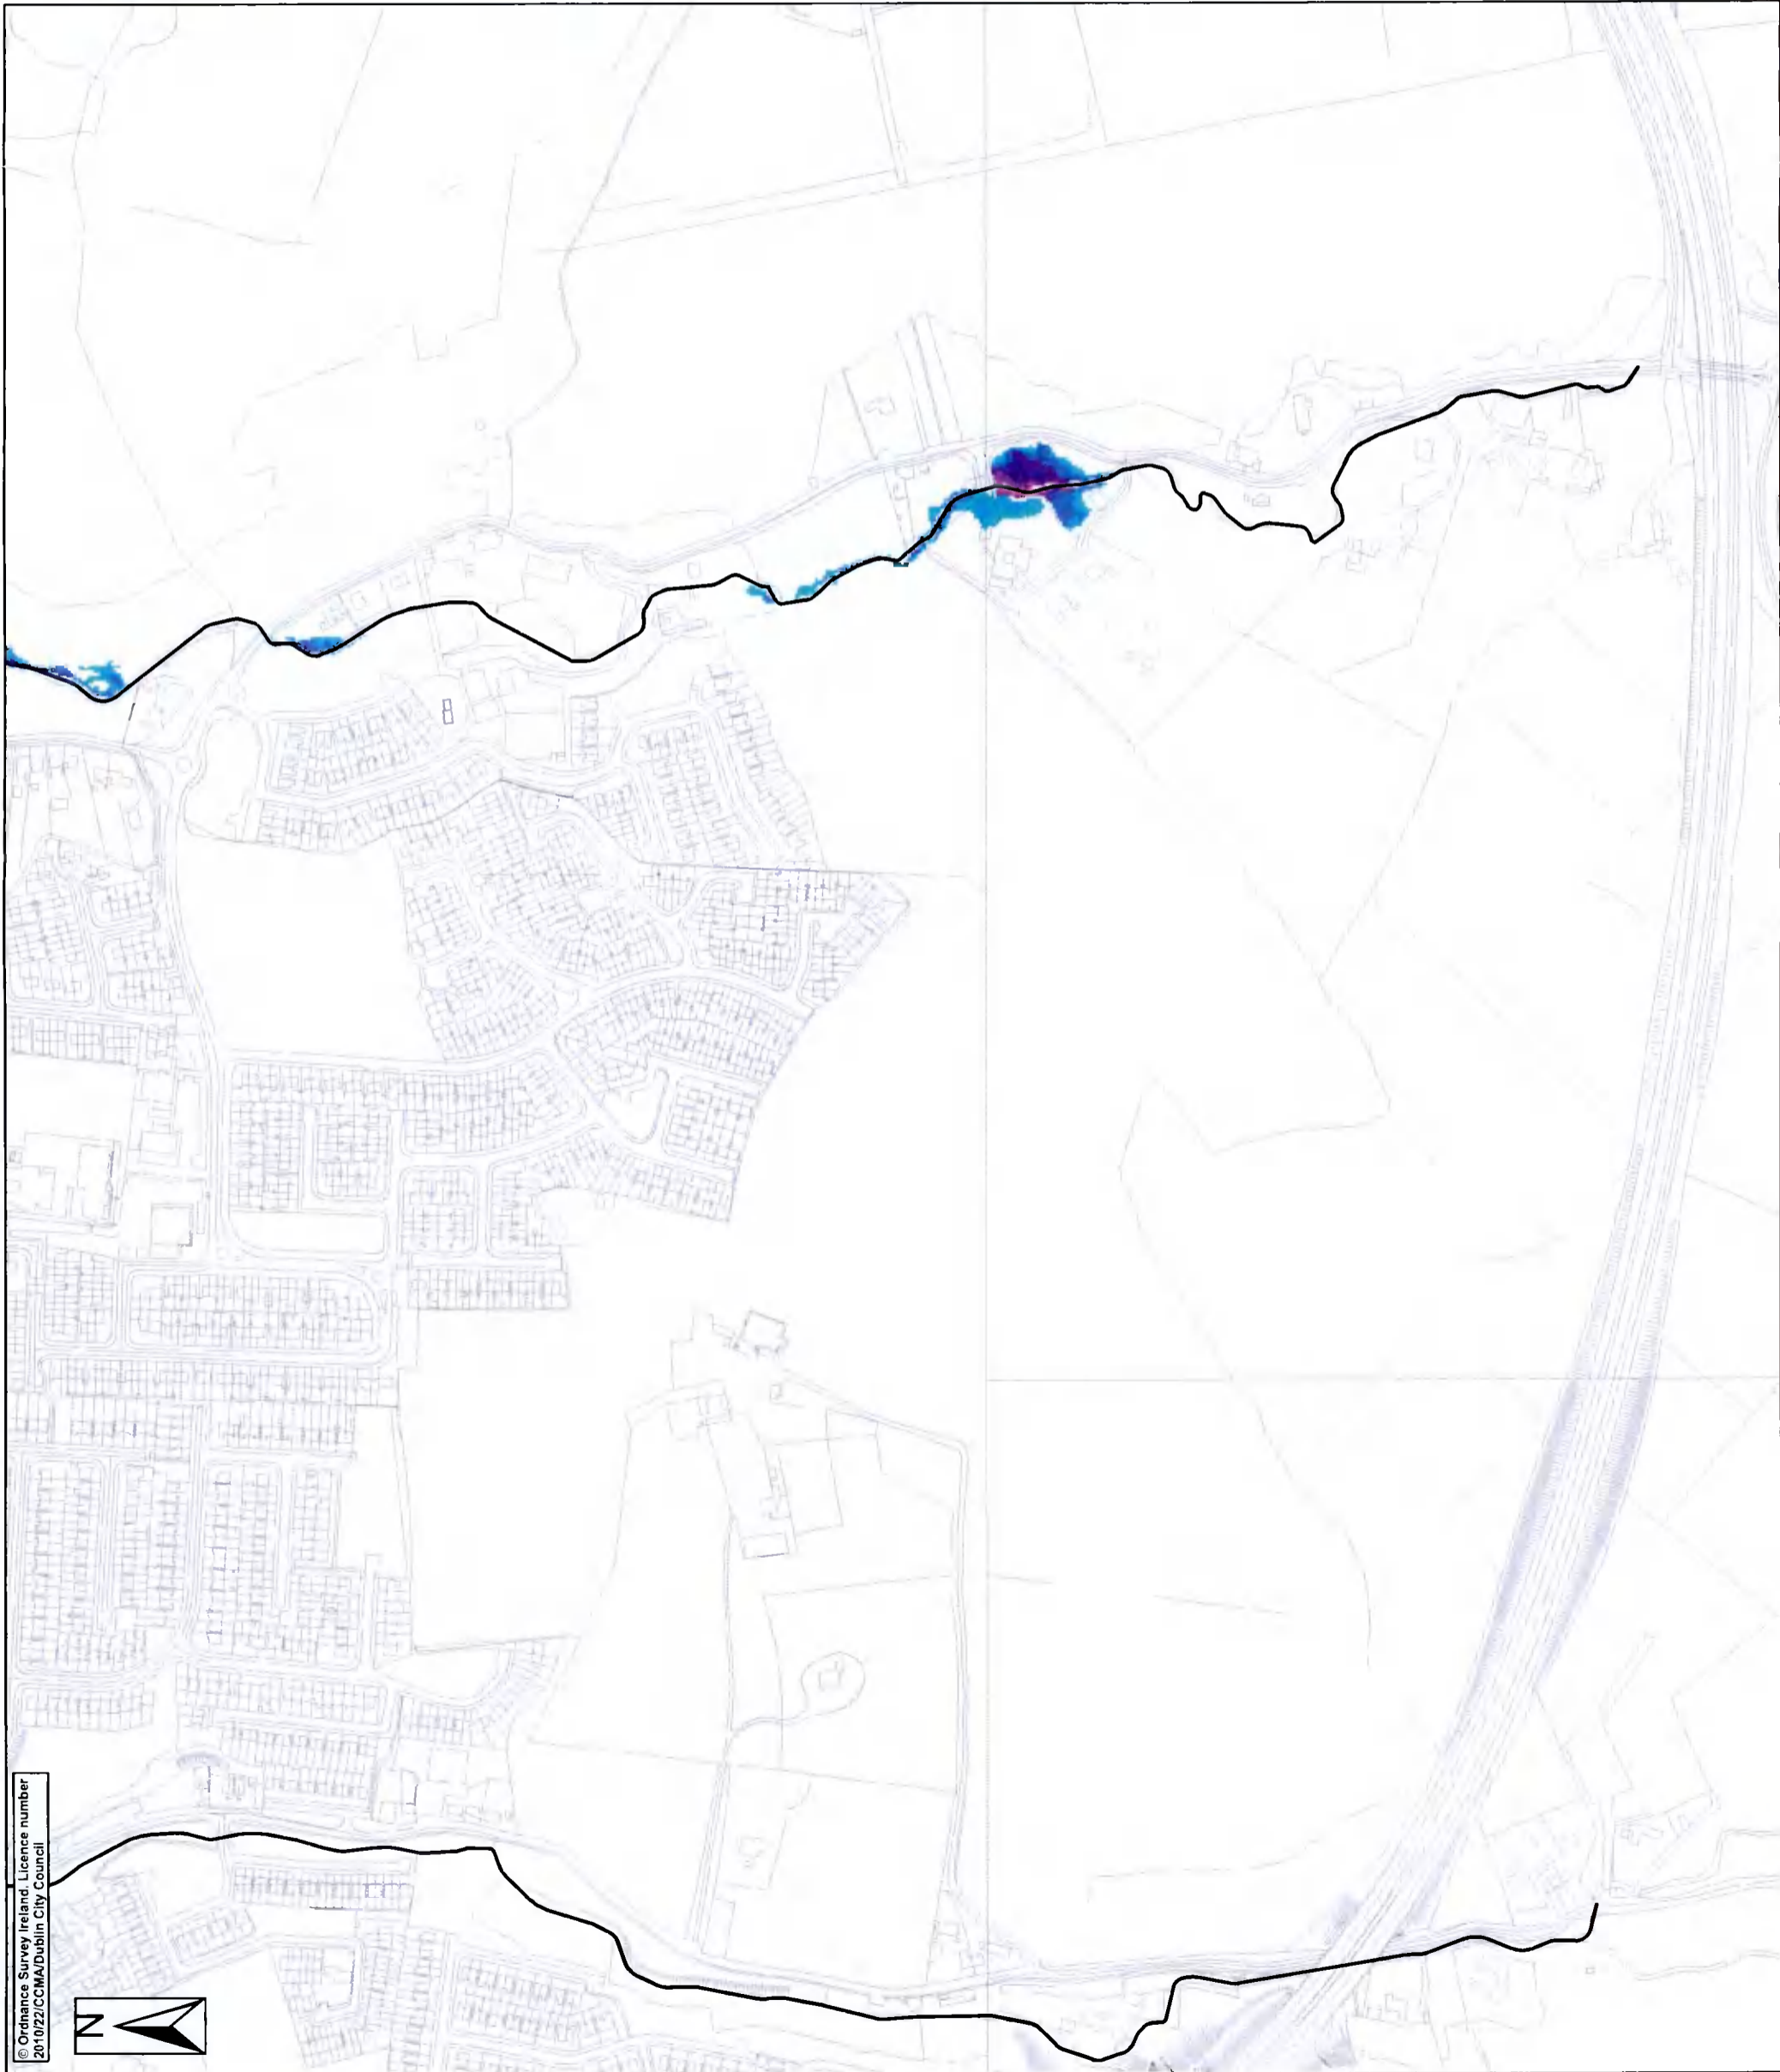 © Ordnance Survey Ireland. Licence number
2010/22/CCMA/Dublin City Council
N